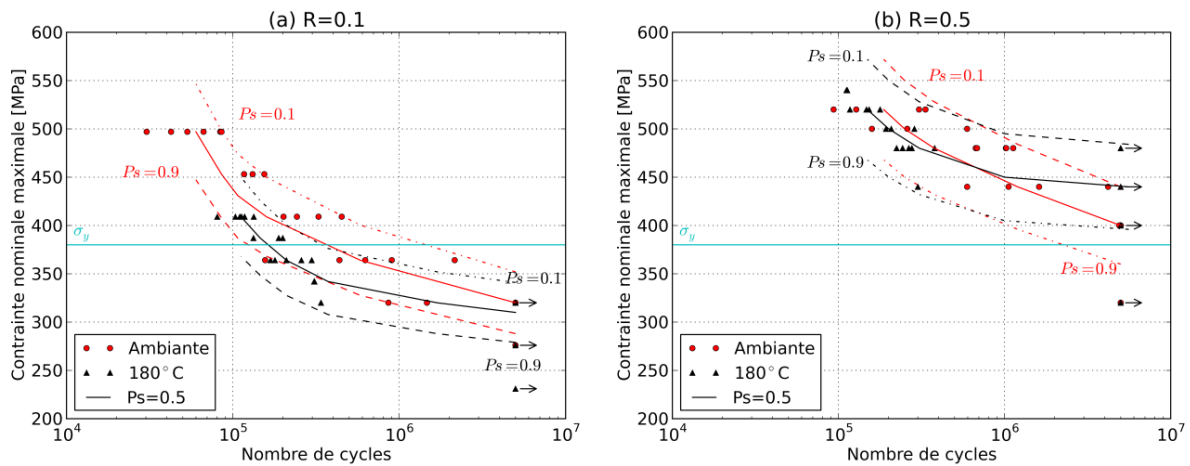 (a) R=0.1
Contrainte nominale maximale [MPa]
600
550
500
450
400
350
300
250
200
Ps=0.1
Ps=0.9
σy
Ps=0.1
Ps=0.9
Ambiante
180°C
Ps=0.5
10^4
10^5
10^6
10^7
Nombre de cycles
(b) R=0.5
Contrainte nominale maximale [MPa]
600
550
500
450
400
350
300
250
200
Ps=0.1
Ps=0.1
Ps=0.9
σy
Ps=0.9
Ambiante
180°C
Ps=0.5
10^4
10^5
10^6
10^7
Nombre de cycles